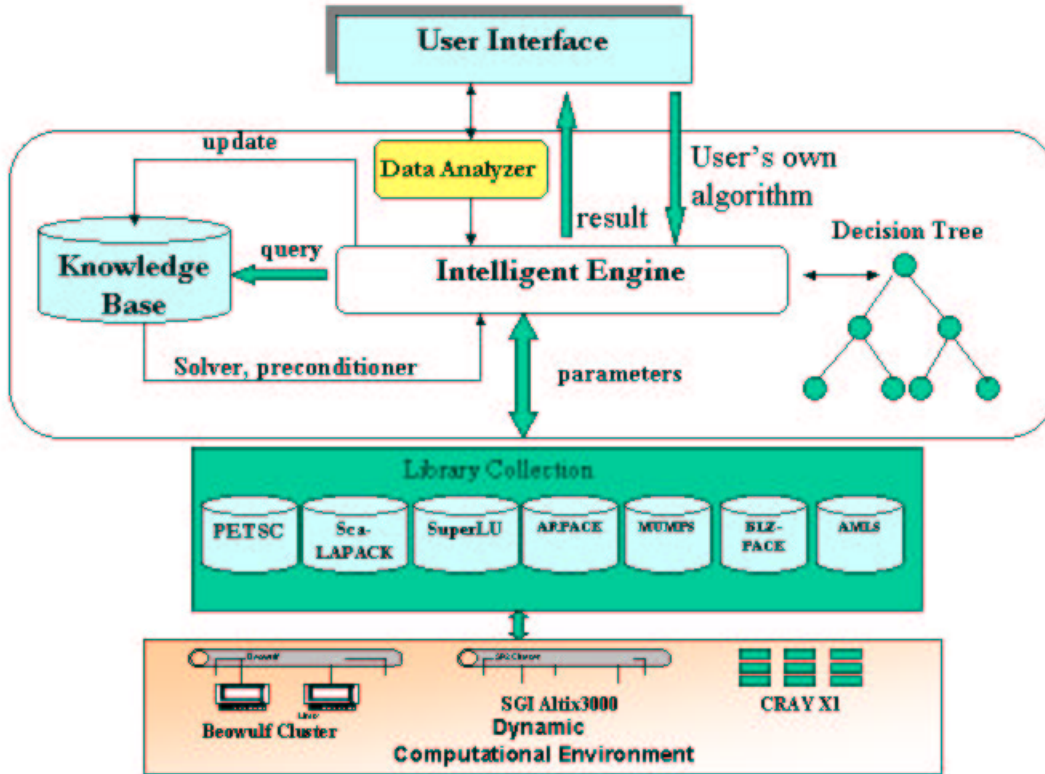 User Interface
update
Data Analyzer
User's own
algorithm
result
Decision Tree
query
Knowledge
Base
Intelligent Engine
Solver, preconditioner
parameters
Library Collection
PETSC
Sca-
LAPACK
SuperLU
ARPACK
MUMPS
BLZ-
PACK
AMLS
Beowulf
Beowulf Cluster
SGI Altix3000
CRAY X1
Dynamic
Computational Environment